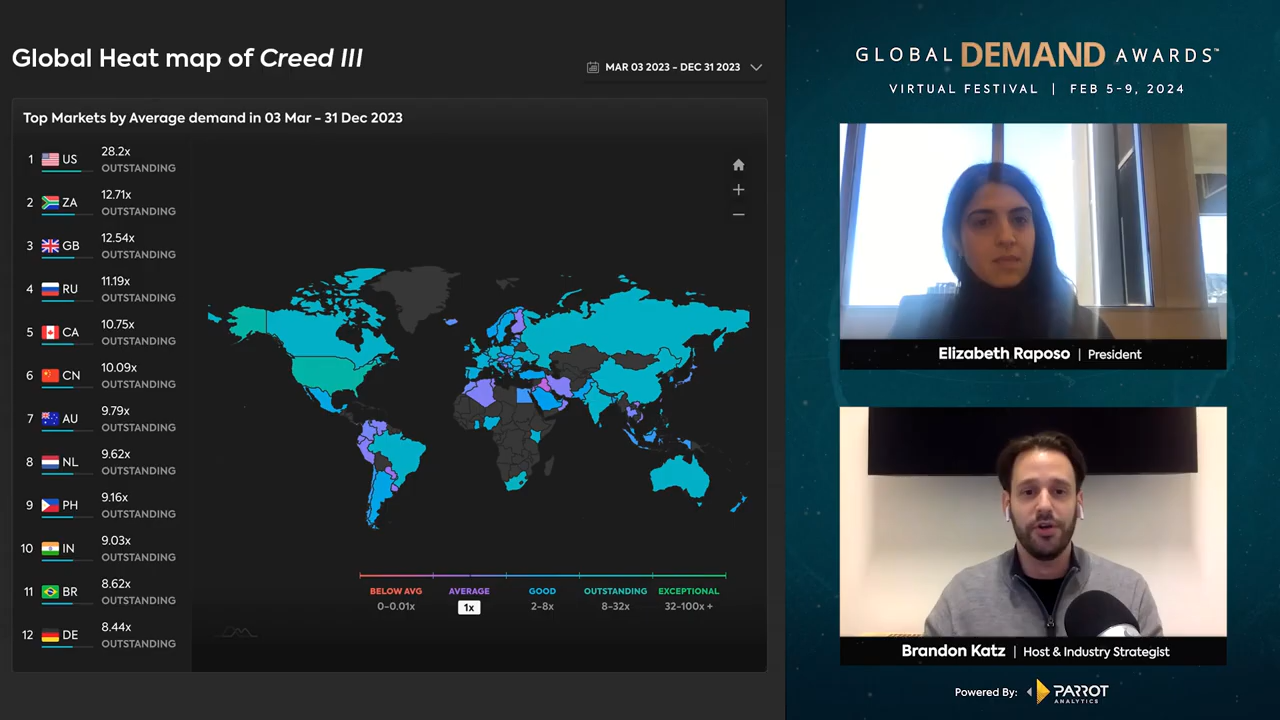 Global Heat map of Creed III
MAR 03 2023 - DEC 31 2023
Top Markets by Average demand in 03 Mar - 31 Dec 2023
1 US 28.2x
OUTSTANDING
2 ZA 12.71x
OUTSTANDING
3 GB 12.54x
OUTSTANDING
4 RU 11.19x
OUTSTANDING
5 CA 10.75x
OUTSTANDING
6 CN 10.09x
OUTSTANDING
7 AU 9.79x
OUTSTANDING
8 NL 9.62x
OUTSTANDING
9 PH 9.16x
OUTSTANDING
10 IN 9.03x
OUTSTANDING
11 BR 8.62x
OUTSTANDING
12 DE 8.44x
OUTSTANDING
BELOW AVG AVERAGE GOOD OUTSTANDING EXCEPTIONAL
0-0.01x 1x 2-8x 8-32x 32-100x +
GLOBAL DEMAND AWARDS™
VIRTUAL FESTIVAL | FEB 5-9, 2024
Elizabeth Raposo | President
Brandon Katz | Host & Industry Strategist
Powered By: PARROT
ANALYTICS